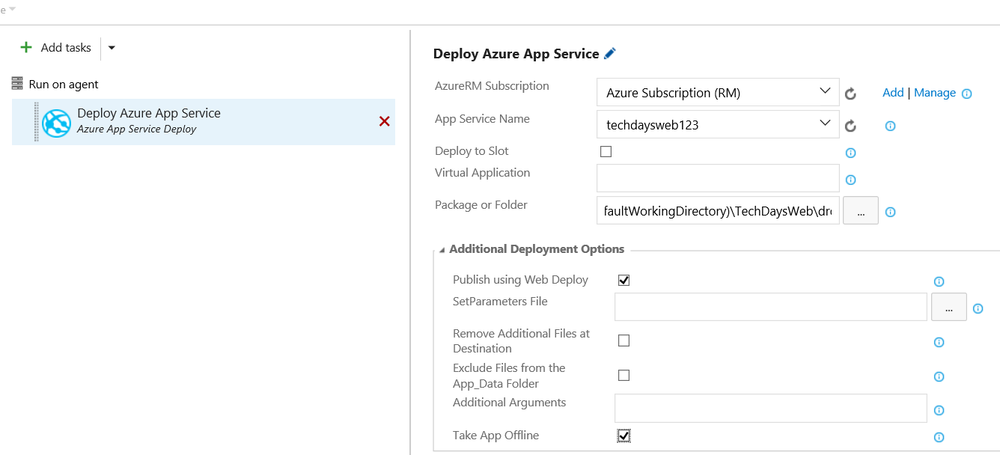 e
Add tasks
Run on agent
Deploy Azure App Service
Azure App Service Deploy
Deploy Azure App Service
AzureRM Subscription
Azure Subscription (RM)
Add | Manage
App Service Name
techdaysweb123
Deploy to Slot
Virtual Application
Package or Folder
faultWorkingDirectory)\TechDaysWeb\dr
...
Additional Deployment Options
Publish using Web Deploy
SetParameters File
...
Remove Additional Files at
Destination
Exclude Files from the
App_Data Folder
Additional Arguments
Take App Offline